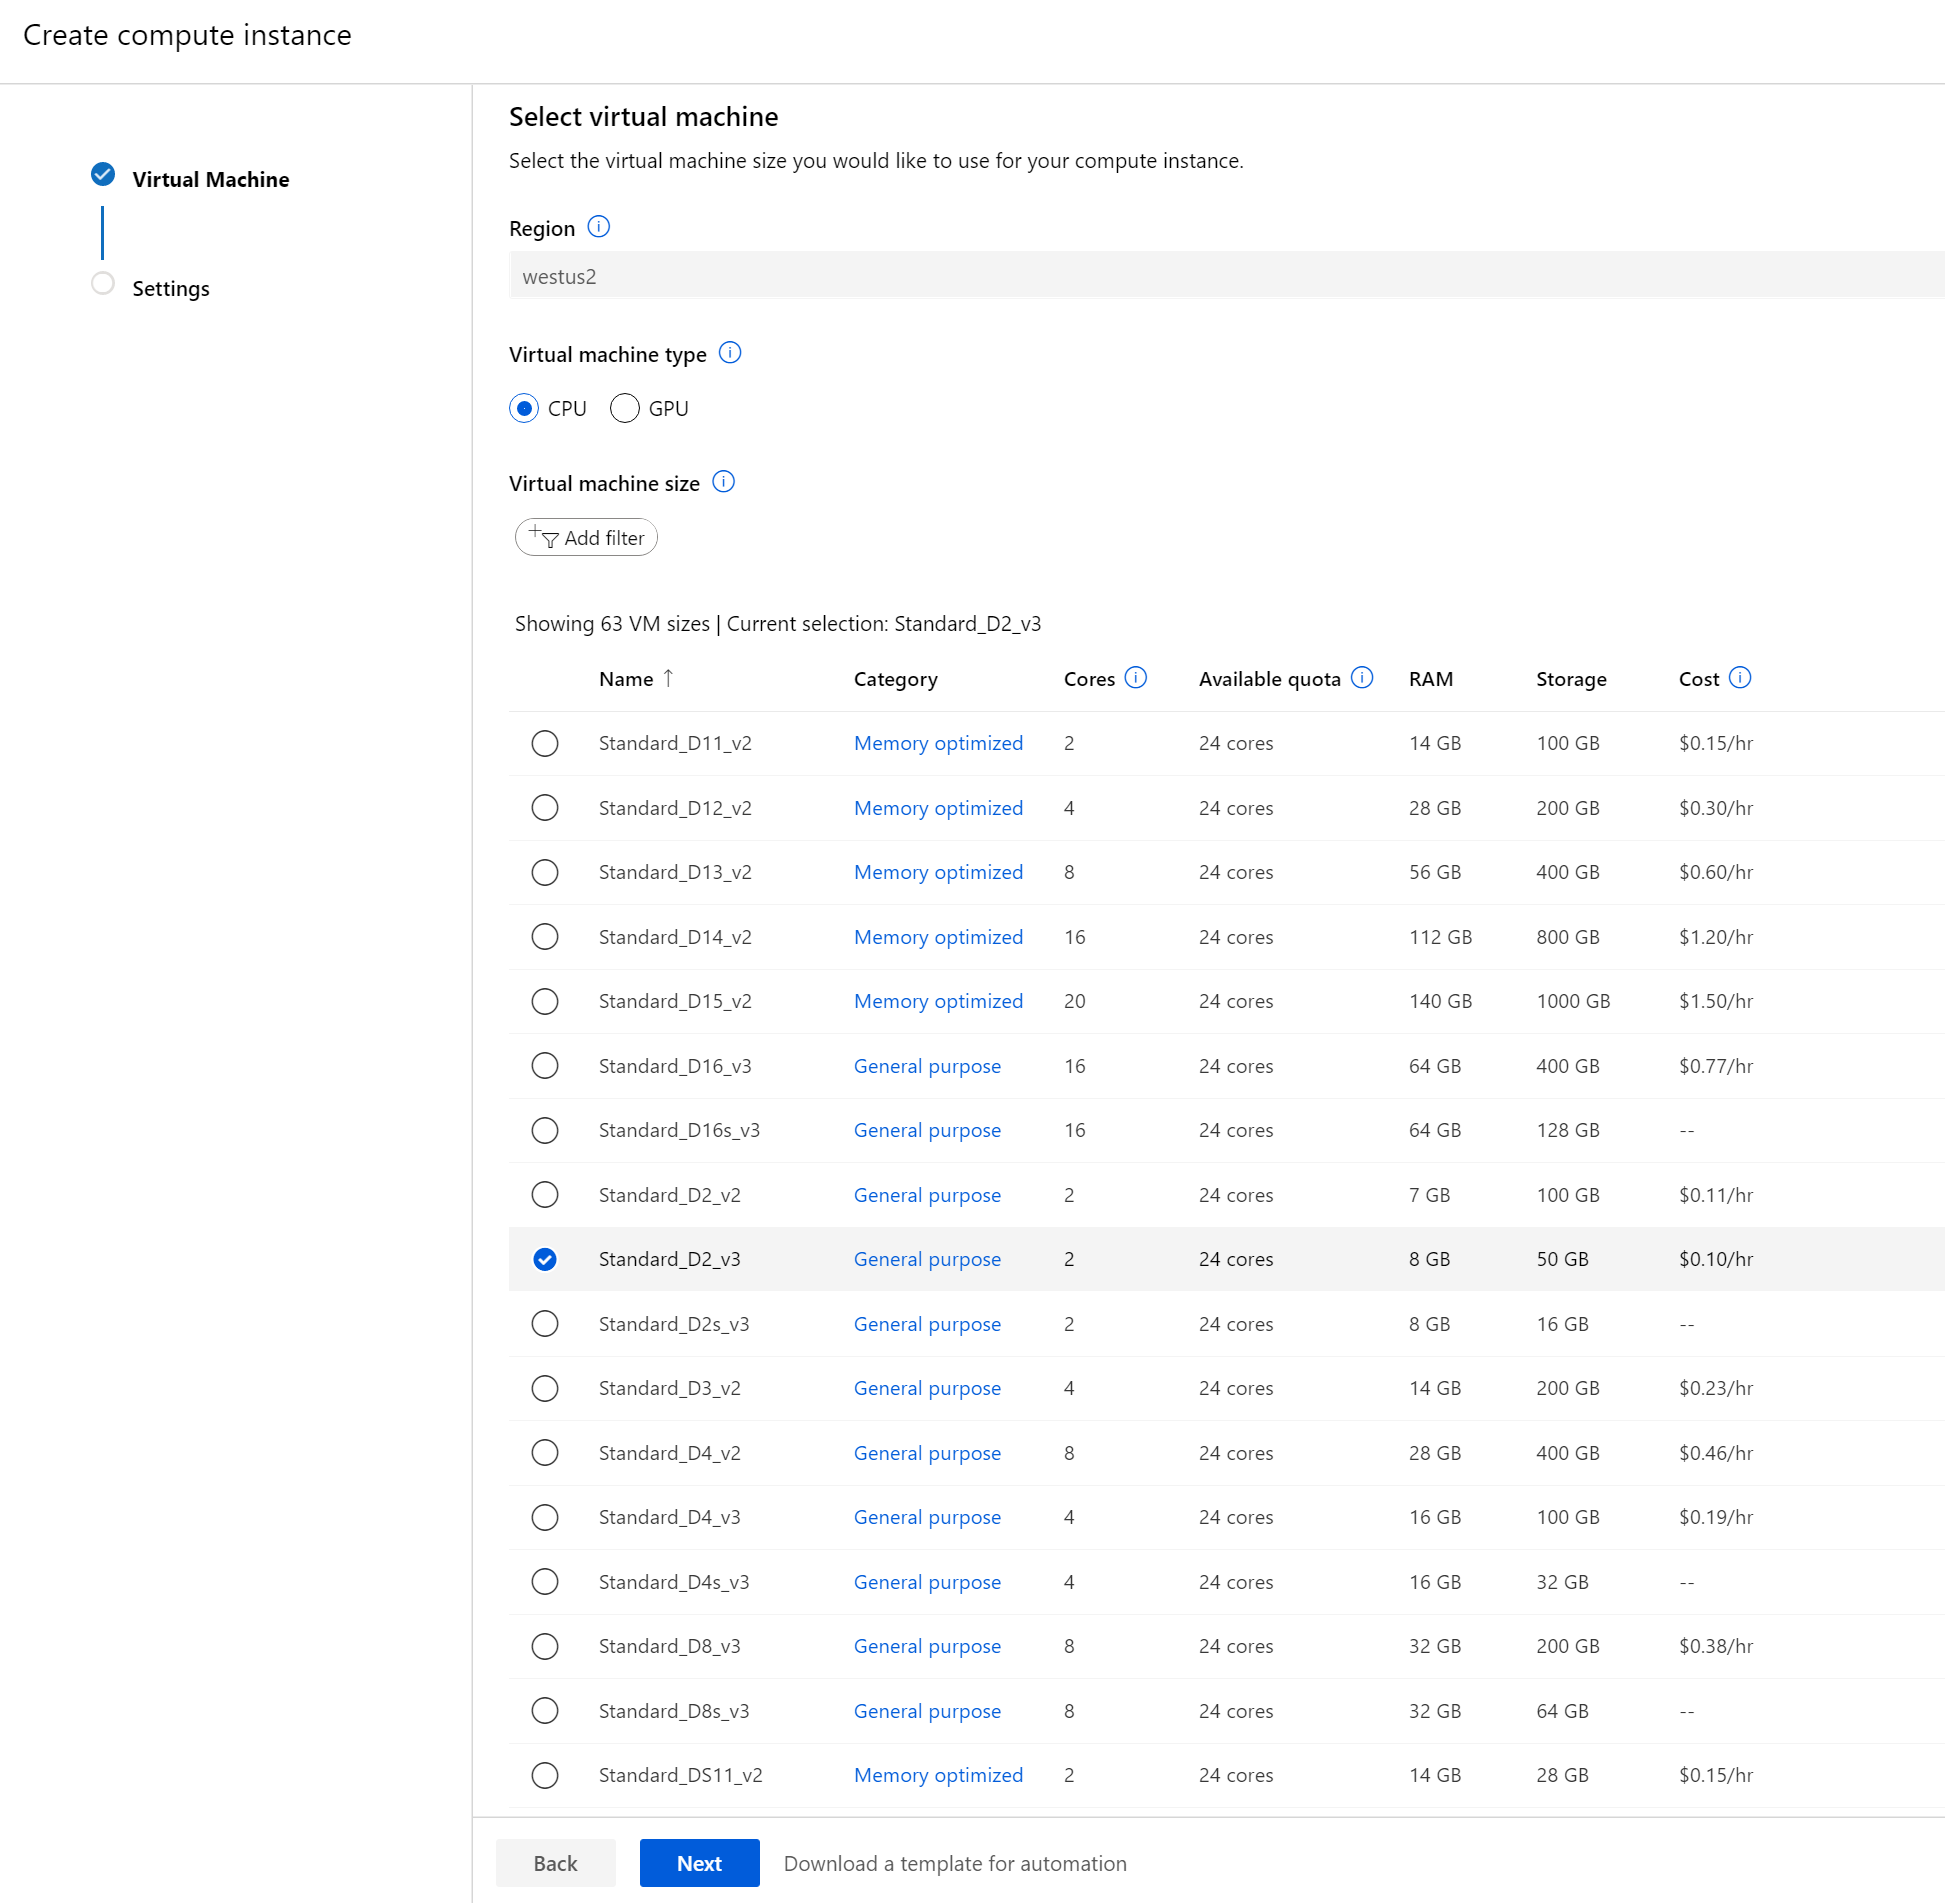 Create compute instance
Virtual Machine
Settings
Select virtual machine
Select the virtual machine size you would like to use for your compute instance.
Region
westus2
Virtual machine type
CPU GPU
Virtual machine size
Add filter
Showing 63 VM sizes | Current selection: Standard_D2_v3
Name ↑ Category Cores Available quota RAM Storage Cost
Standard_D11_v2 Memory optimized 2 24 cores 14 GB 100 GB $0.15/hr
Standard_D12_v2 Memory optimized 4 24 cores 28 GB 200 GB $0.30/hr
Standard_D13_v2 Memory optimized 8 24 cores 56 GB 400 GB $0.60/hr
Standard_D14_v2 Memory optimized 16 24 cores 112 GB 800 GB $1.20/hr
Standard_D15_v2 Memory optimized 20 24 cores 140 GB 1000 GB $1.50/hr
Standard_D16_v3 General purpose 16 24 cores 64 GB 400 GB $0.77/hr
Standard_D16s_v3 General purpose 16 24 cores 64 GB 128 GB --
Standard_D2_v2 General purpose 2 24 cores 7 GB 100 GB $0.11/hr
Standard_D2_v3 General purpose 2 24 cores 8 GB 50 GB $0.10/hr
Standard_D2s_v3 General purpose 2 24 cores 8 GB 16 GB --
Standard_D3_v2 General purpose 4 24 cores 14 GB 200 GB $0.23/hr
Standard_D4_v2 General purpose 8 24 cores 28 GB 400 GB $0.46/hr
Standard_D4_v3 General purpose 4 24 cores 16 GB 100 GB $0.19/hr
Standard_D4s_v3 General purpose 4 24 cores 16 GB 32 GB --
Standard_D8_v3 General purpose 8 24 cores 32 GB 200 GB $0.38/hr
Standard_D8s_v3 General purpose 8 24 cores 32 GB 64 GB --
Standard_DS11_v2 Memory optimized 2 24 cores 14 GB 28 GB $0.15/hr
Back Next Download a template for automation